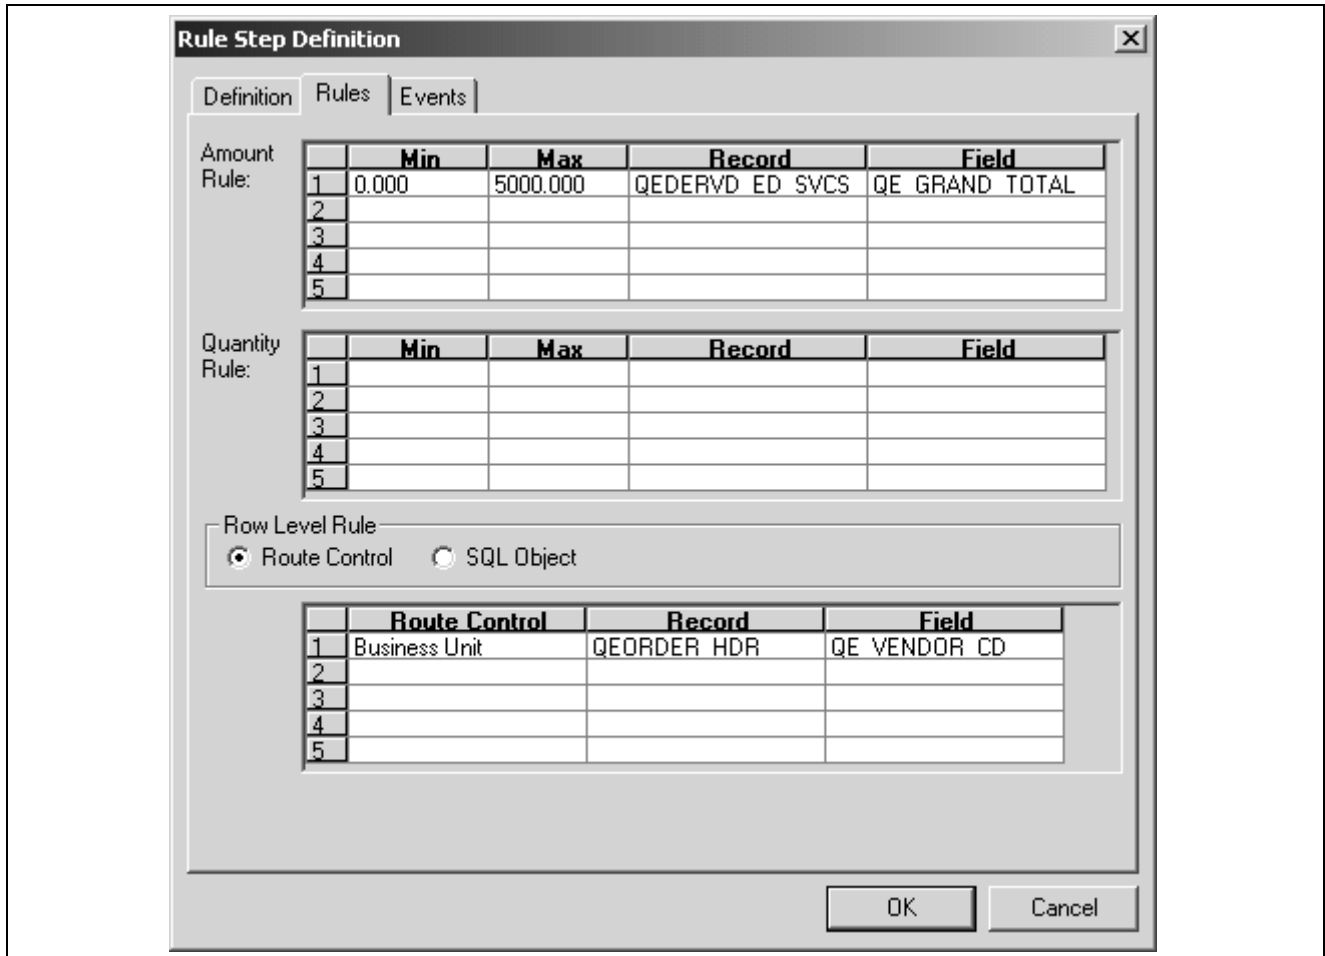 Rule Step Definition
Definition Rules Events
Amount Rule:
Min Max Record Field
1 0.000 5000.000 QEDERVD_ED_SVCS QE_GRAND_TOTAL
2
3
4
5
Quantity Rule:
Min Max Record Field
1
2
3
4
5
Row Level Rule
Route Control SQL Object
Route Control Record Field
1 Business Unit QEORDER_HDR QE_VENDOR_CD
2
3
4
5
OK Cancel